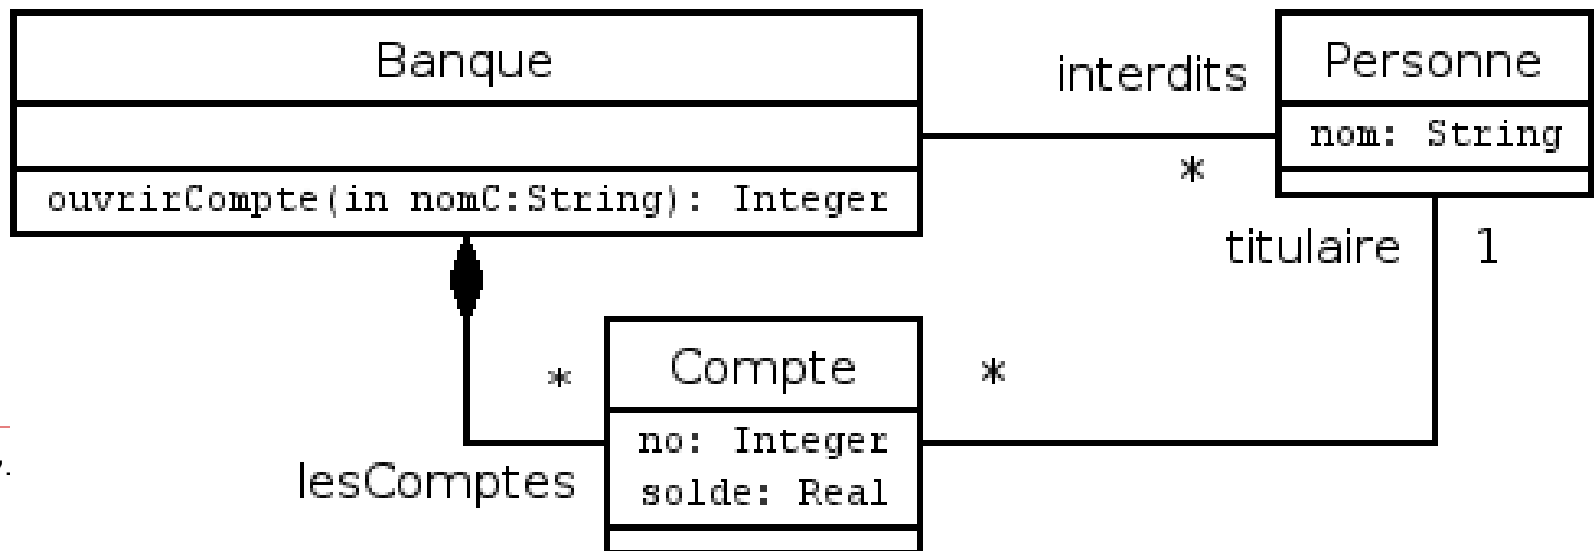 Banque
ouvrirCompte(in nomC:String): Integer
interdits
*
Personne
nom: String
titulaire
1
*
lesComptes
Compte
no: Integer
solde: Real
*